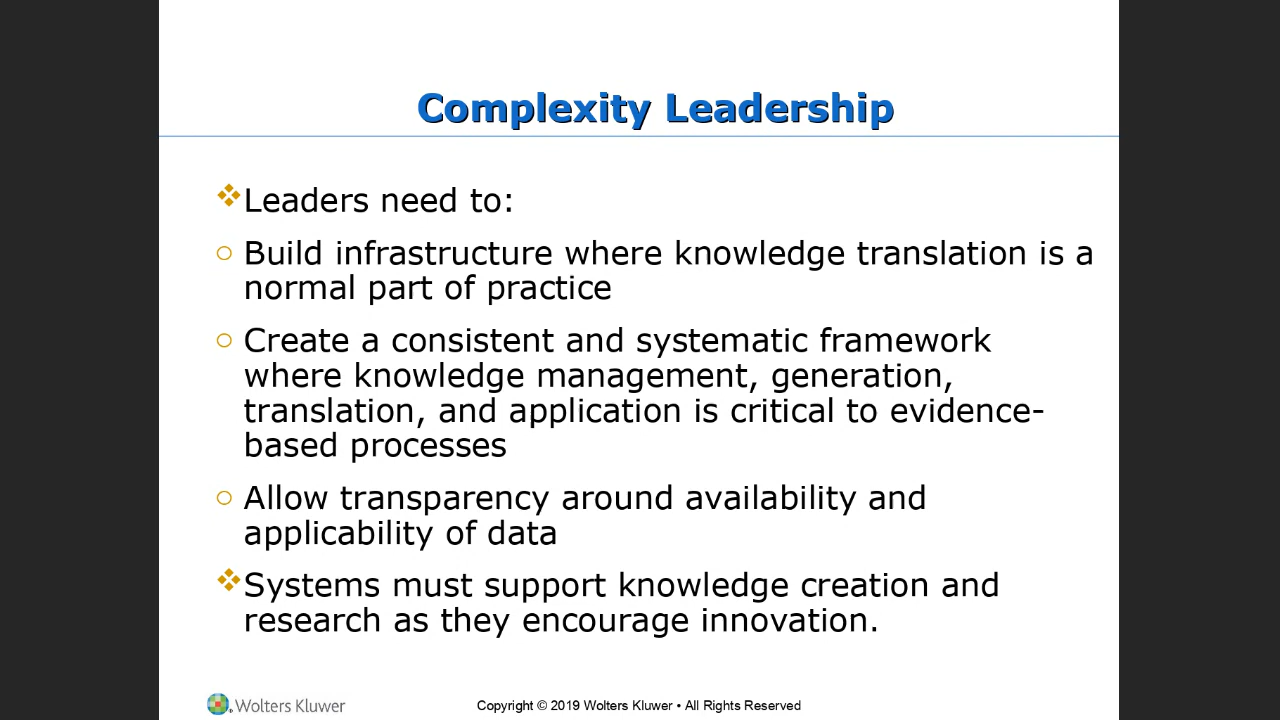 Complexity Leadership
❖Leaders need to:
o Build infrastructure where knowledge translation is a
normal part of practice
o Create a consistent and systematic framework
where knowledge management, generation,
translation, and application is critical to evidence-
based processes
o Allow transparency around availability and
applicability of data
❖Systems must support knowledge creation and
research as they encourage innovation.
Wolters Kluwer
Copyright © 2019 Wolters Kluwer • All Rights Reserved